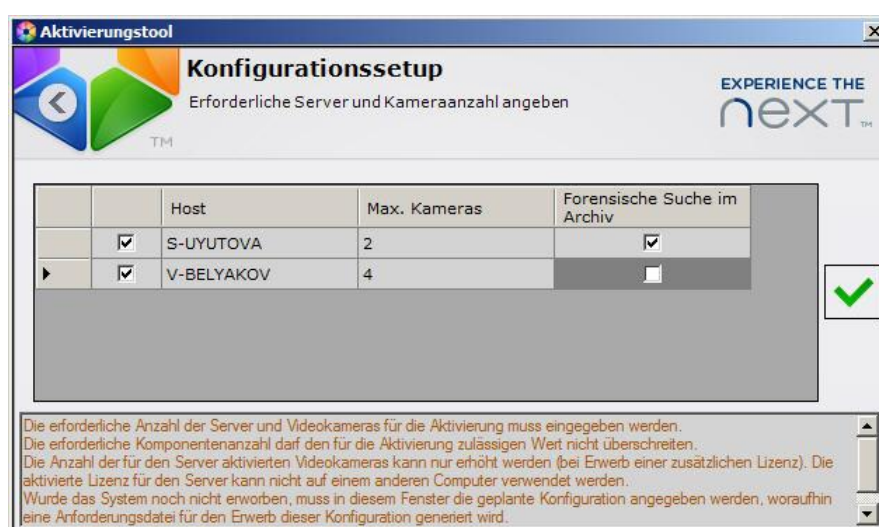 Aktivierungstool
Konfigurationssetup
Erforderliche Server und Kameraanzahl angeben
TM
EXPERIENCE THE
next™
Host Max. Kameras Forensische Suche im Archiv
S-UYUTOVA 2
V-BELYAKOV 4
Die erforderliche Anzahl der Server und Videokameras für die Aktivierung muss eingegeben werden.
Die erforderliche Komponentenanzahl darf den für die Aktivierung zulässigen Wert nicht überschreiten.
Die Anzahl der für den Server aktivierten Videokameras kann nur erhöht werden (bei Erwerb einer zusätzlichen Lizenz). Die
aktivierte Lizenz für den Server kann nicht auf einem anderen Computer verwendet werden.
Wurde das System noch nicht erworben, muss in diesem Fenster die geplante Konfiguration angegeben werden, woraufhin
eine Anforderungsdatei für den Erwerb dieser Konfiguration generiert wird.